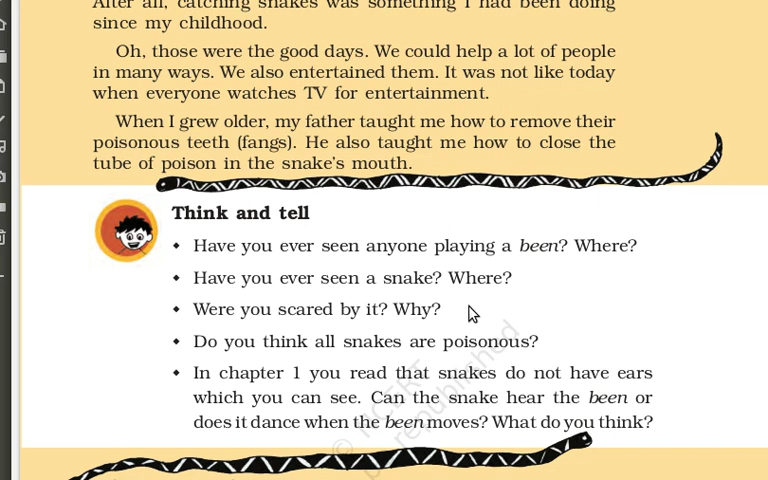 After all, catching snakes was something I had been doing
since my childhood.
Oh, those were the good days. We could help a lot of people
in many ways. We also entertained them. It was not like today
when everyone watches TV for entertainment.
When I grew older, my father taught me how to remove their
poisonous teeth (fangs). He also taught me how to close the
tube of poison in the snake's mouth.
Think and tell
• Have you ever seen anyone playing a been? Where?
• Have you ever seen a snake? Where?
• Were you scared by it? Why?
• Do you think all snakes are poisonous?
• In chapter 1 you read that snakes do not have ears
which you can see. Can the snake hear the been or
does it dance when the been moves? What do you think?
© NCERT
be republished